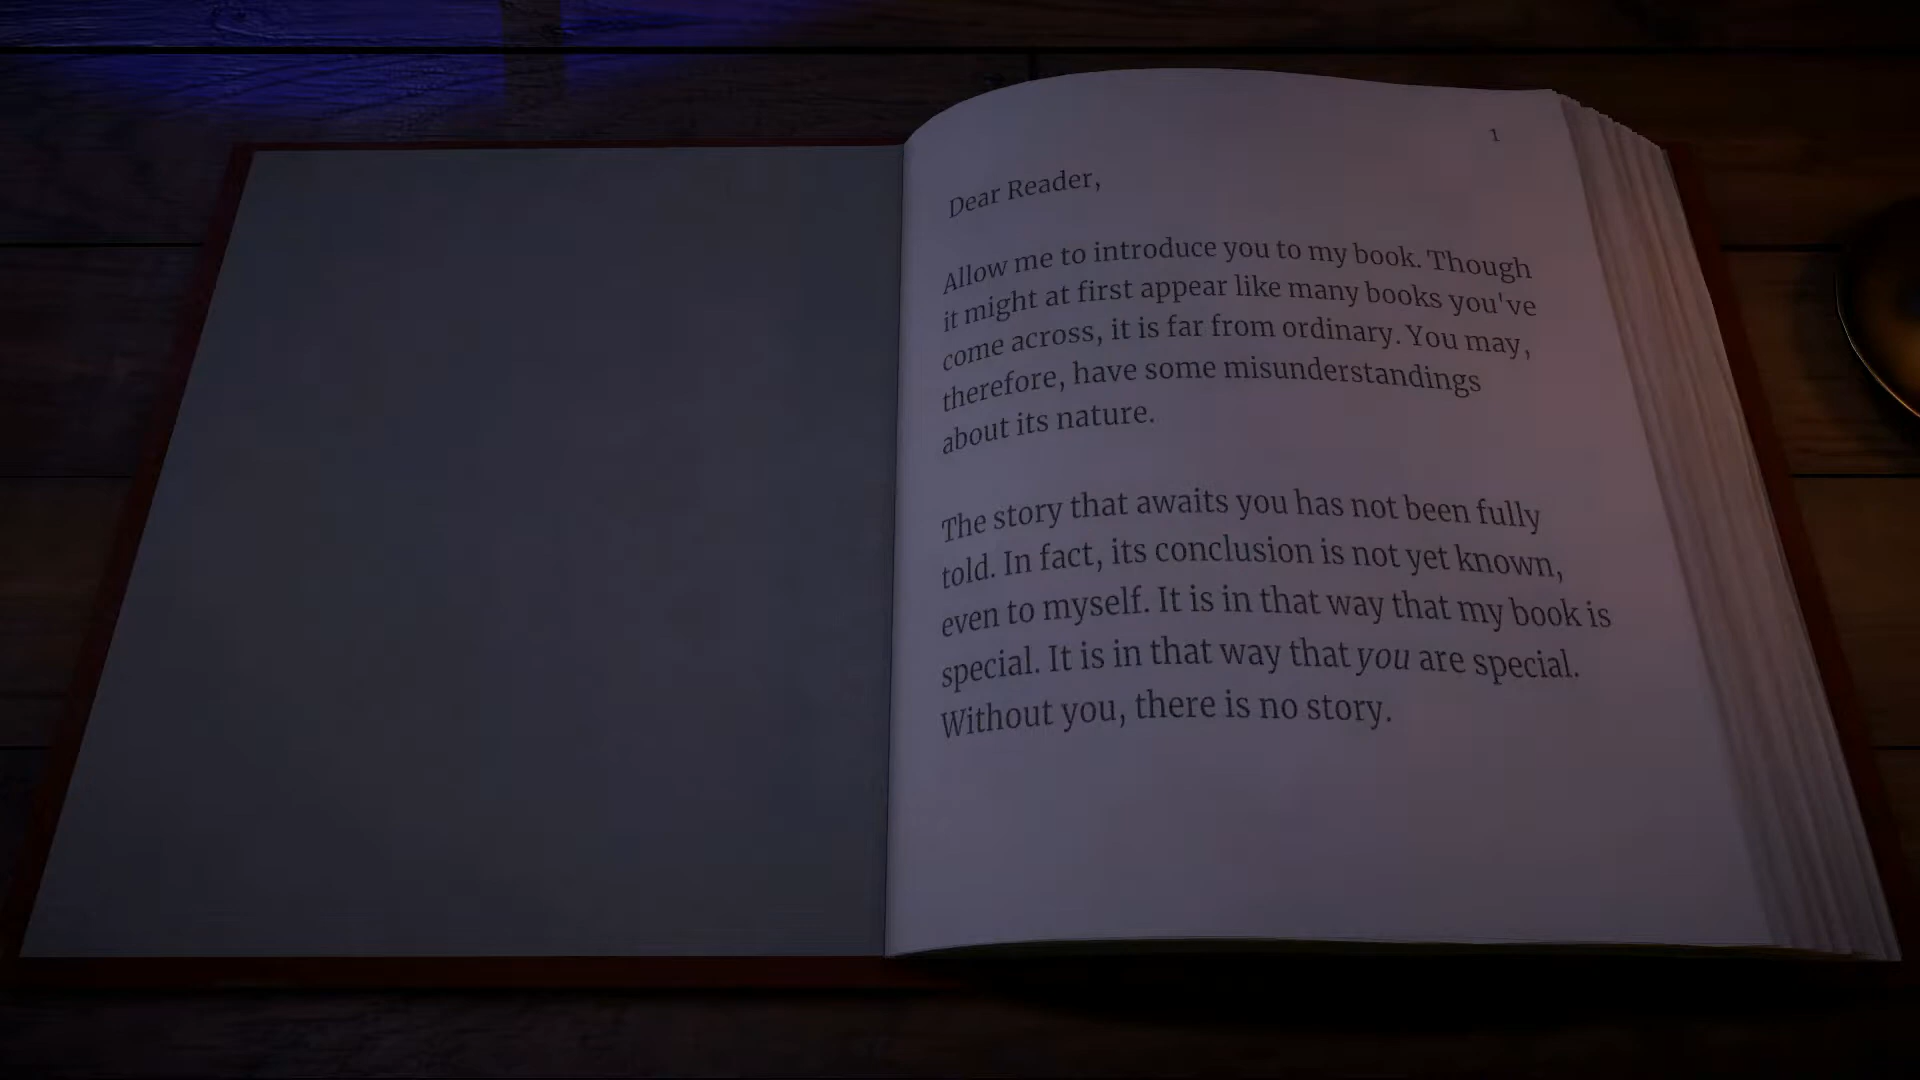 1
Dear Reader,
Allow me to introduce you to my book. Though
it might at first appear like many books you've
come across, it is far from ordinary. You may,
therefore, have some misunderstandings
about its nature.
The story that awaits you has not been fully
told. In fact, its conclusion is not yet known,
even to myself. It is in that way that my book is
special. It is in that way that you are special.
Without you, there is no story.